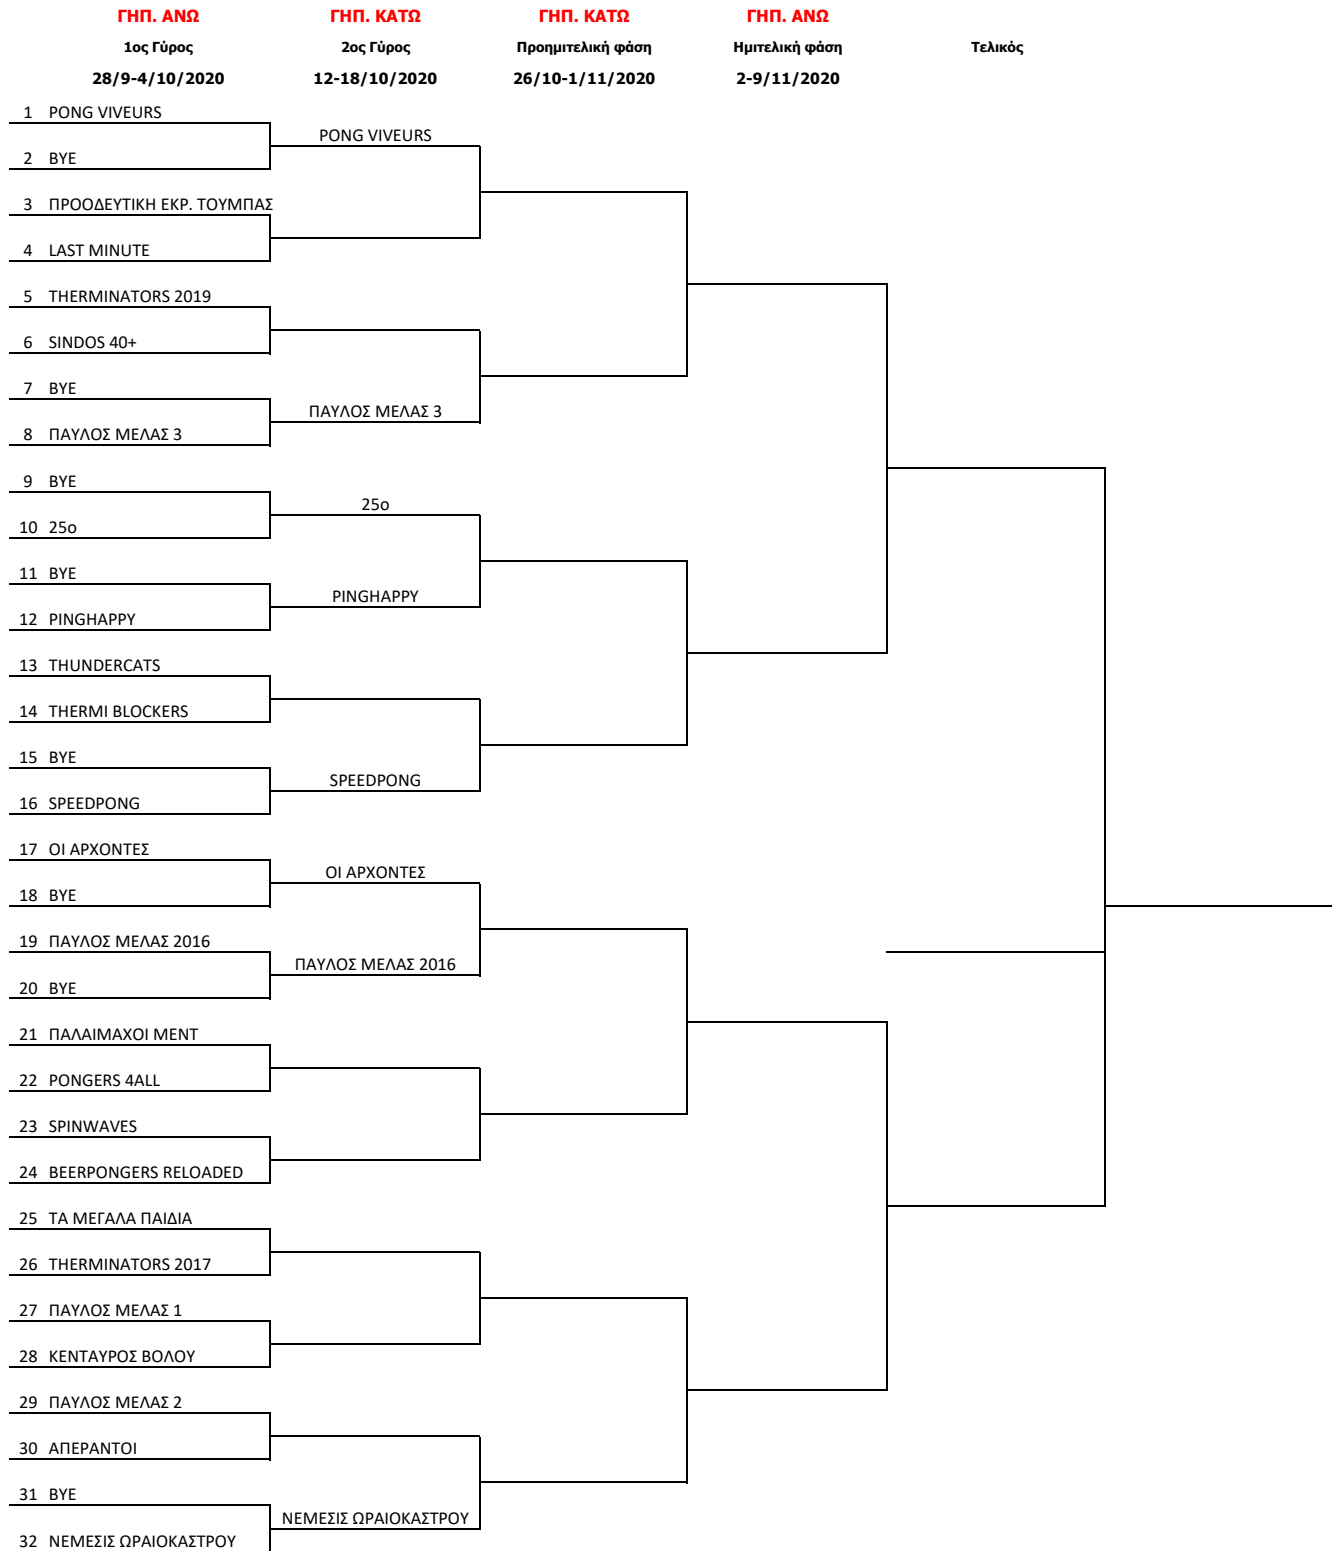 ΓΗΠ. ΑΝΩ ΓΗΠ. ΚΑΤΩ ΓΗΠ. ΚΑΤΩ ΓΗΠ. ΑΝΩ
1ος Γύρος 2ος Γύρος Προημιτελική φάση Ημιτελική φάση Τελικός
28/9-4/10/2020 12-18/10/2020 26/10-1/11/2020 2-9/11/2020
1 PONG VIVEURS
PONG VIVEURS
2 BYE
3 ΠΡΟΟΔΕΥΤΙΚΗ ΕΚΡ. ΤΟΥΜΠΑΣ
4 LAST MINUTE
5 THERMINATORS 2019
6 SINDOS 40+
7 BYE
ΠΑΥΛΟΣ ΜΕΛΑΣ 3
8 ΠΑΥΛΟΣ ΜΕΛΑΣ 3
9 BYE
25ο
10 25ο
11 BYE
PINGHAPPY
12 PINGHAPPY
13 THUNDERCATS
14 THERMI BLOCKERS
15 BYE
SPEEDPONG
16 SPEEDPONG
17 ΟΙ ΑΡΧΟΝΤΕΣ
ΟΙ ΑΡΧΟΝΤΕΣ
18 BYE
19 ΠΑΥΛΟΣ ΜΕΛΑΣ 2016
ΠΑΥΛΟΣ ΜΕΛΑΣ 2016
20 BYE
21 ΠΑΛΑΙΜΑΧΟΙ ΜΕΝΤ
22 PONGERS 4ALL
23 SPINWAVES
24 BEERPONGERS RELOADED
25 ΤΑ ΜΕΓΑΛΑ ΠΑΙΔΙΑ
26 THERMINATORS 2017
27 ΠΑΥΛΟΣ ΜΕΛΑΣ 1
28 ΚΕΝΤΑΥΡΟΣ ΒΟΛΟΥ
29 ΠΑΥΛΟΣ ΜΕΛΑΣ 2
30 ΑΠΕΡΑΝΤΟΙ
31 BYE
ΝΕΜΕΣΙΣ ΩΡΑΙΟΚΑΣΤΡΟΥ
32 ΝΕΜΕΣΙΣ ΩΡΑΙΟΚΑΣΤΡΟΥ